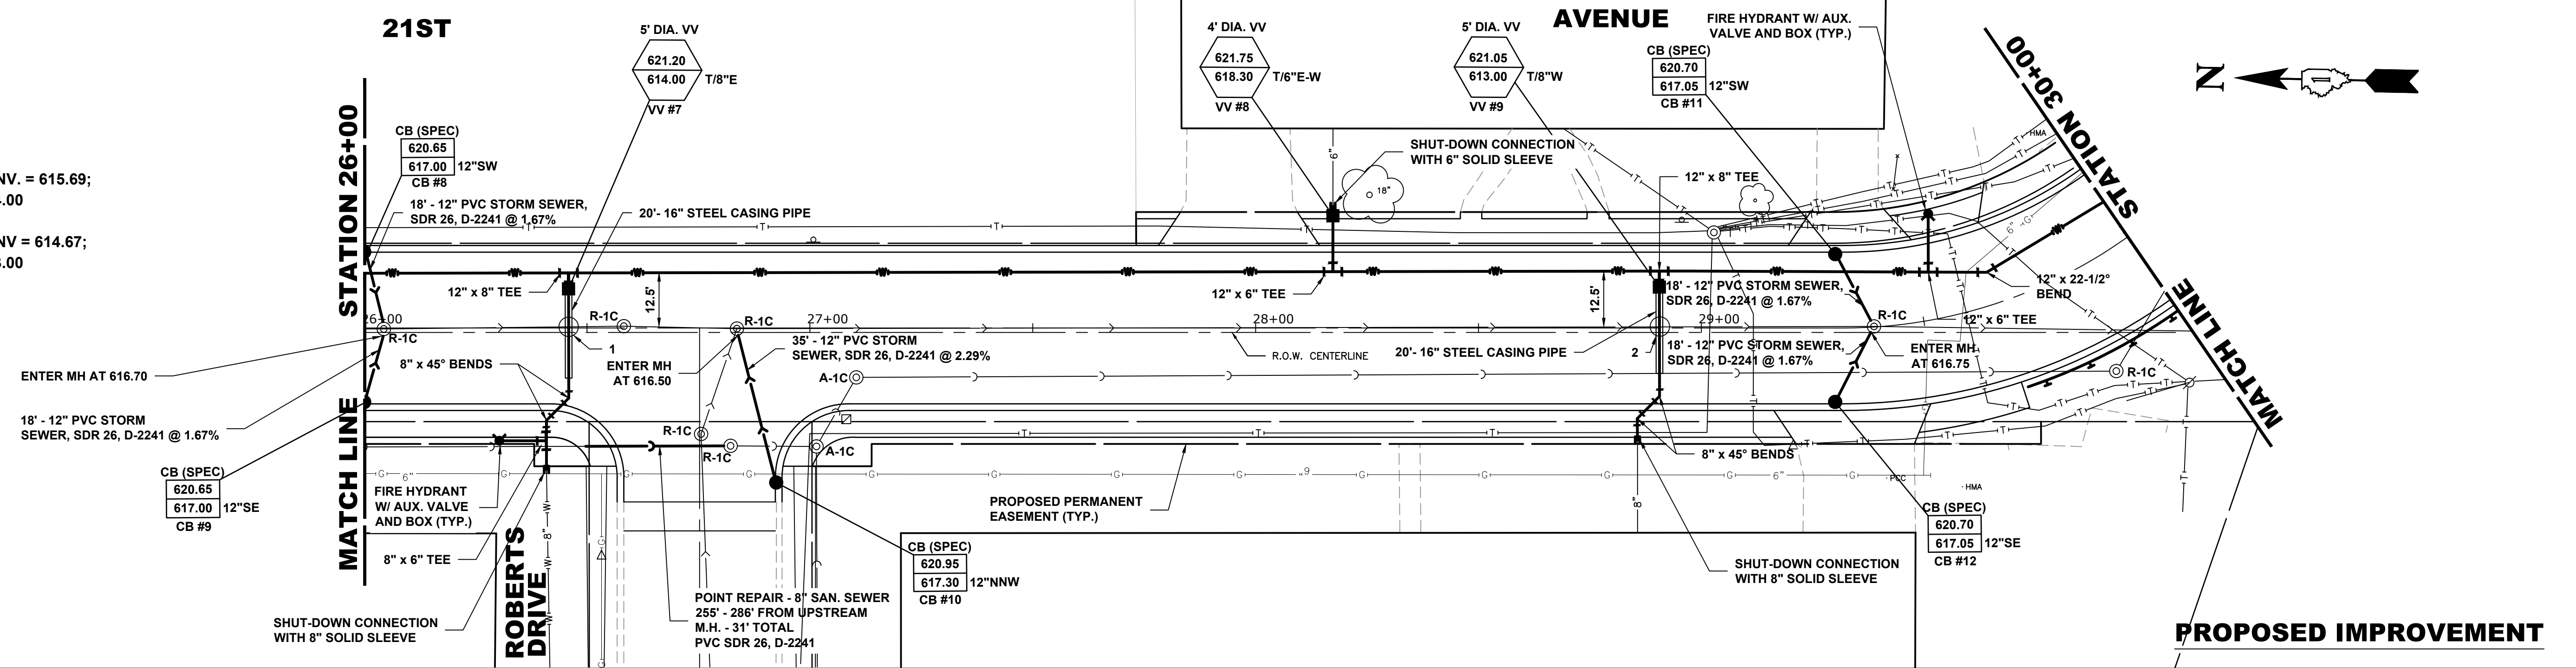 21ST
AVENUE
5' DIA. VV
621.20
614.00
T/8"E
VV #7
4' DIA. VV
621.75
618.30
T/6"E-W
VV #8
5' DIA. VV
621.05
613.00
T/8"W
VV #9
CB (SPEC)
620.70
617.05
12"SW
CB #11
FIRE HYDRANT W/ AUX.
VALVE AND BOX (TYP.)
STATION 30+00
MATCH LINE
N
NV. = 615.69;
.00
NV = 614.67;
.00
STATION 26+00
MATCH LINE
CB (SPEC)
620.65
617.00
12"SW
CB #8
18' - 12" PVC STORM SEWER,
SDR 26, D-2241 @ 1.67%
20'- 16" STEEL CASING PIPE
6"
SHUT-DOWN CONNECTION
WITH 6" SOLID SLEEVE
18"
12" x 8" TEE
HMA
6"
G
12" x 8" TEE
12.5'
12" x 6" TEE
12.5'
18' - 12" PVC STORM SEWER,
SDR 26, D-2241 @ 1.67%
12" x 22-1/2°
BEND
12" x 6" TEE
26+00
R-1C
R-1C
1
R-1C
27+00
28+00
29+00
R-1C
ENTER MH AT 616.70
8" x 45° BENDS
ENTER MH
AT 616.50
35' - 12" PVC STORM
SEWER, SDR 26, D-2241 @ 2.29%
A-1C
R.O.W. CENTERLINE
20'- 16" STEEL CASING PIPE
2
18' - 12" PVC STORM SEWER,
SDR 26, D-2241 @ 1.67%
ENTER MH
AT 616.75
R-1C
18' - 12" PVC STORM
SEWER, SDR 26, D-2241 @ 1.67%
R-1C
R-1C
A-1C
8" x 45° BENDS
CB (SPEC)
620.65
617.00
12"SE
CB #9
6"
FIRE HYDRANT
W/ AUX. VALVE
AND BOX (TYP.)
8" x 6" TEE
8"
ROBERTS
DRIVE
SHUT-DOWN CONNECTION
WITH 8" SOLID SLEEVE
POINT REPAIR - 8" SAN. SEWER
255' - 286' FROM UPSTREAM
M.H. - 31' TOTAL
PVC SDR 26, D-2241
CB (SPEC)
620.95
617.30
12"NNW
CB #10
PROPOSED PERMANENT
EASEMENT (TYP.)
6"
6"
8"
PCC
HMA
SHUT-DOWN CONNECTION
WITH 8" SOLID SLEEVE
CB (SPEC)
620.70
617.05
12"SE
CB #12
PROPOSED IMPROVEMENT